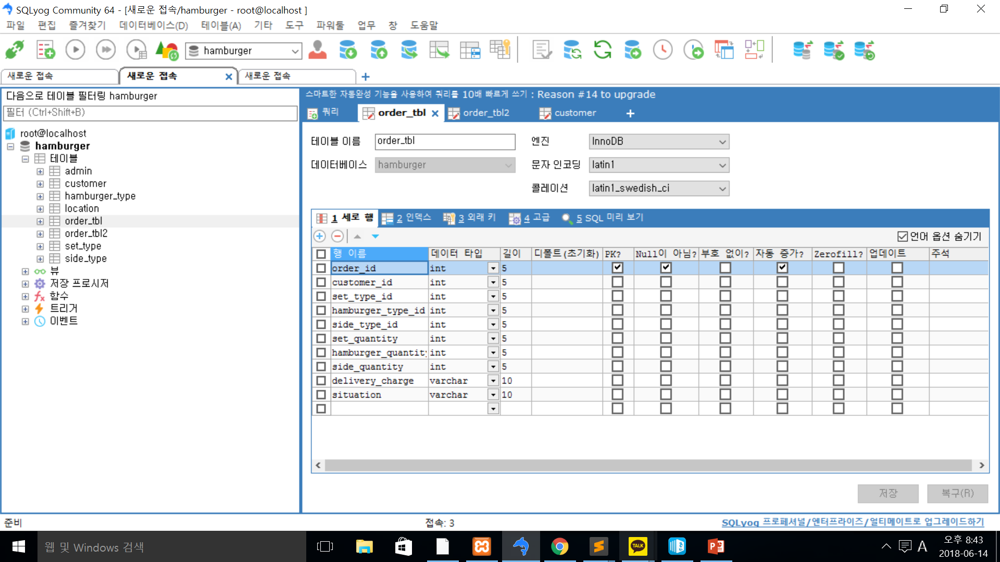 SQLyog Community 64 - [새로운 접속/hamburger - root@localhost ]
파일 편집 즐겨찾기 데이터베이스(D) 테이블(A) 기타 도구 파워툴 업무 창 도움말
hamburger
새로운 접속 새로운 접속 새로운 접속
다음으로 테이블 필터링 hamburger
필터 (Ctrl+Shift+B)
root@localhost
hamburger
테이블
admin
customer
hamburger_type
location
order_tbl
order_tbl2
set_type
side_type
뷰
저장 프로시저
함수
트리거
이벤트
스마트한 자동완성 기능을 사용하여 쿼리를 10배 빠르게 쓰기 : Reason #14 to upgrade
쿼리 order_tbl order_tbl2 customer
테이블 이름 order_tbl 엔진 InnoDB
데이터베이스 hamburger 문자 인코딩 latin1
콜레이션 latin1_swedish_ci
1 세로 행 2 인덱스 3 외래 키 4 고급 5 SQL 미리 보기
언어 옵션 숨기기
행 이름 데이터 타입 길이 디폴트(초기화) PK? Null이 아님? 부호 없이? 자동 증가? Zerofill? 업데이트 주석
order_id int 5
customer_id int 5
set_type_id int 5
hamburger_type_id int 5
side_type_id int 5
set_quantity int 5
hamburger_quantity int 5
side_quantity int 5
delivery_charge varchar 10
situation varchar 10
저장 복구(R)
준비 접속: 3 SQLyog 프로페셔널/엔터프라이즈/얼티메이트로 업그레이드하기
웹 및 Windows 검색
TALK
A
오후 8:43
2018-06-14